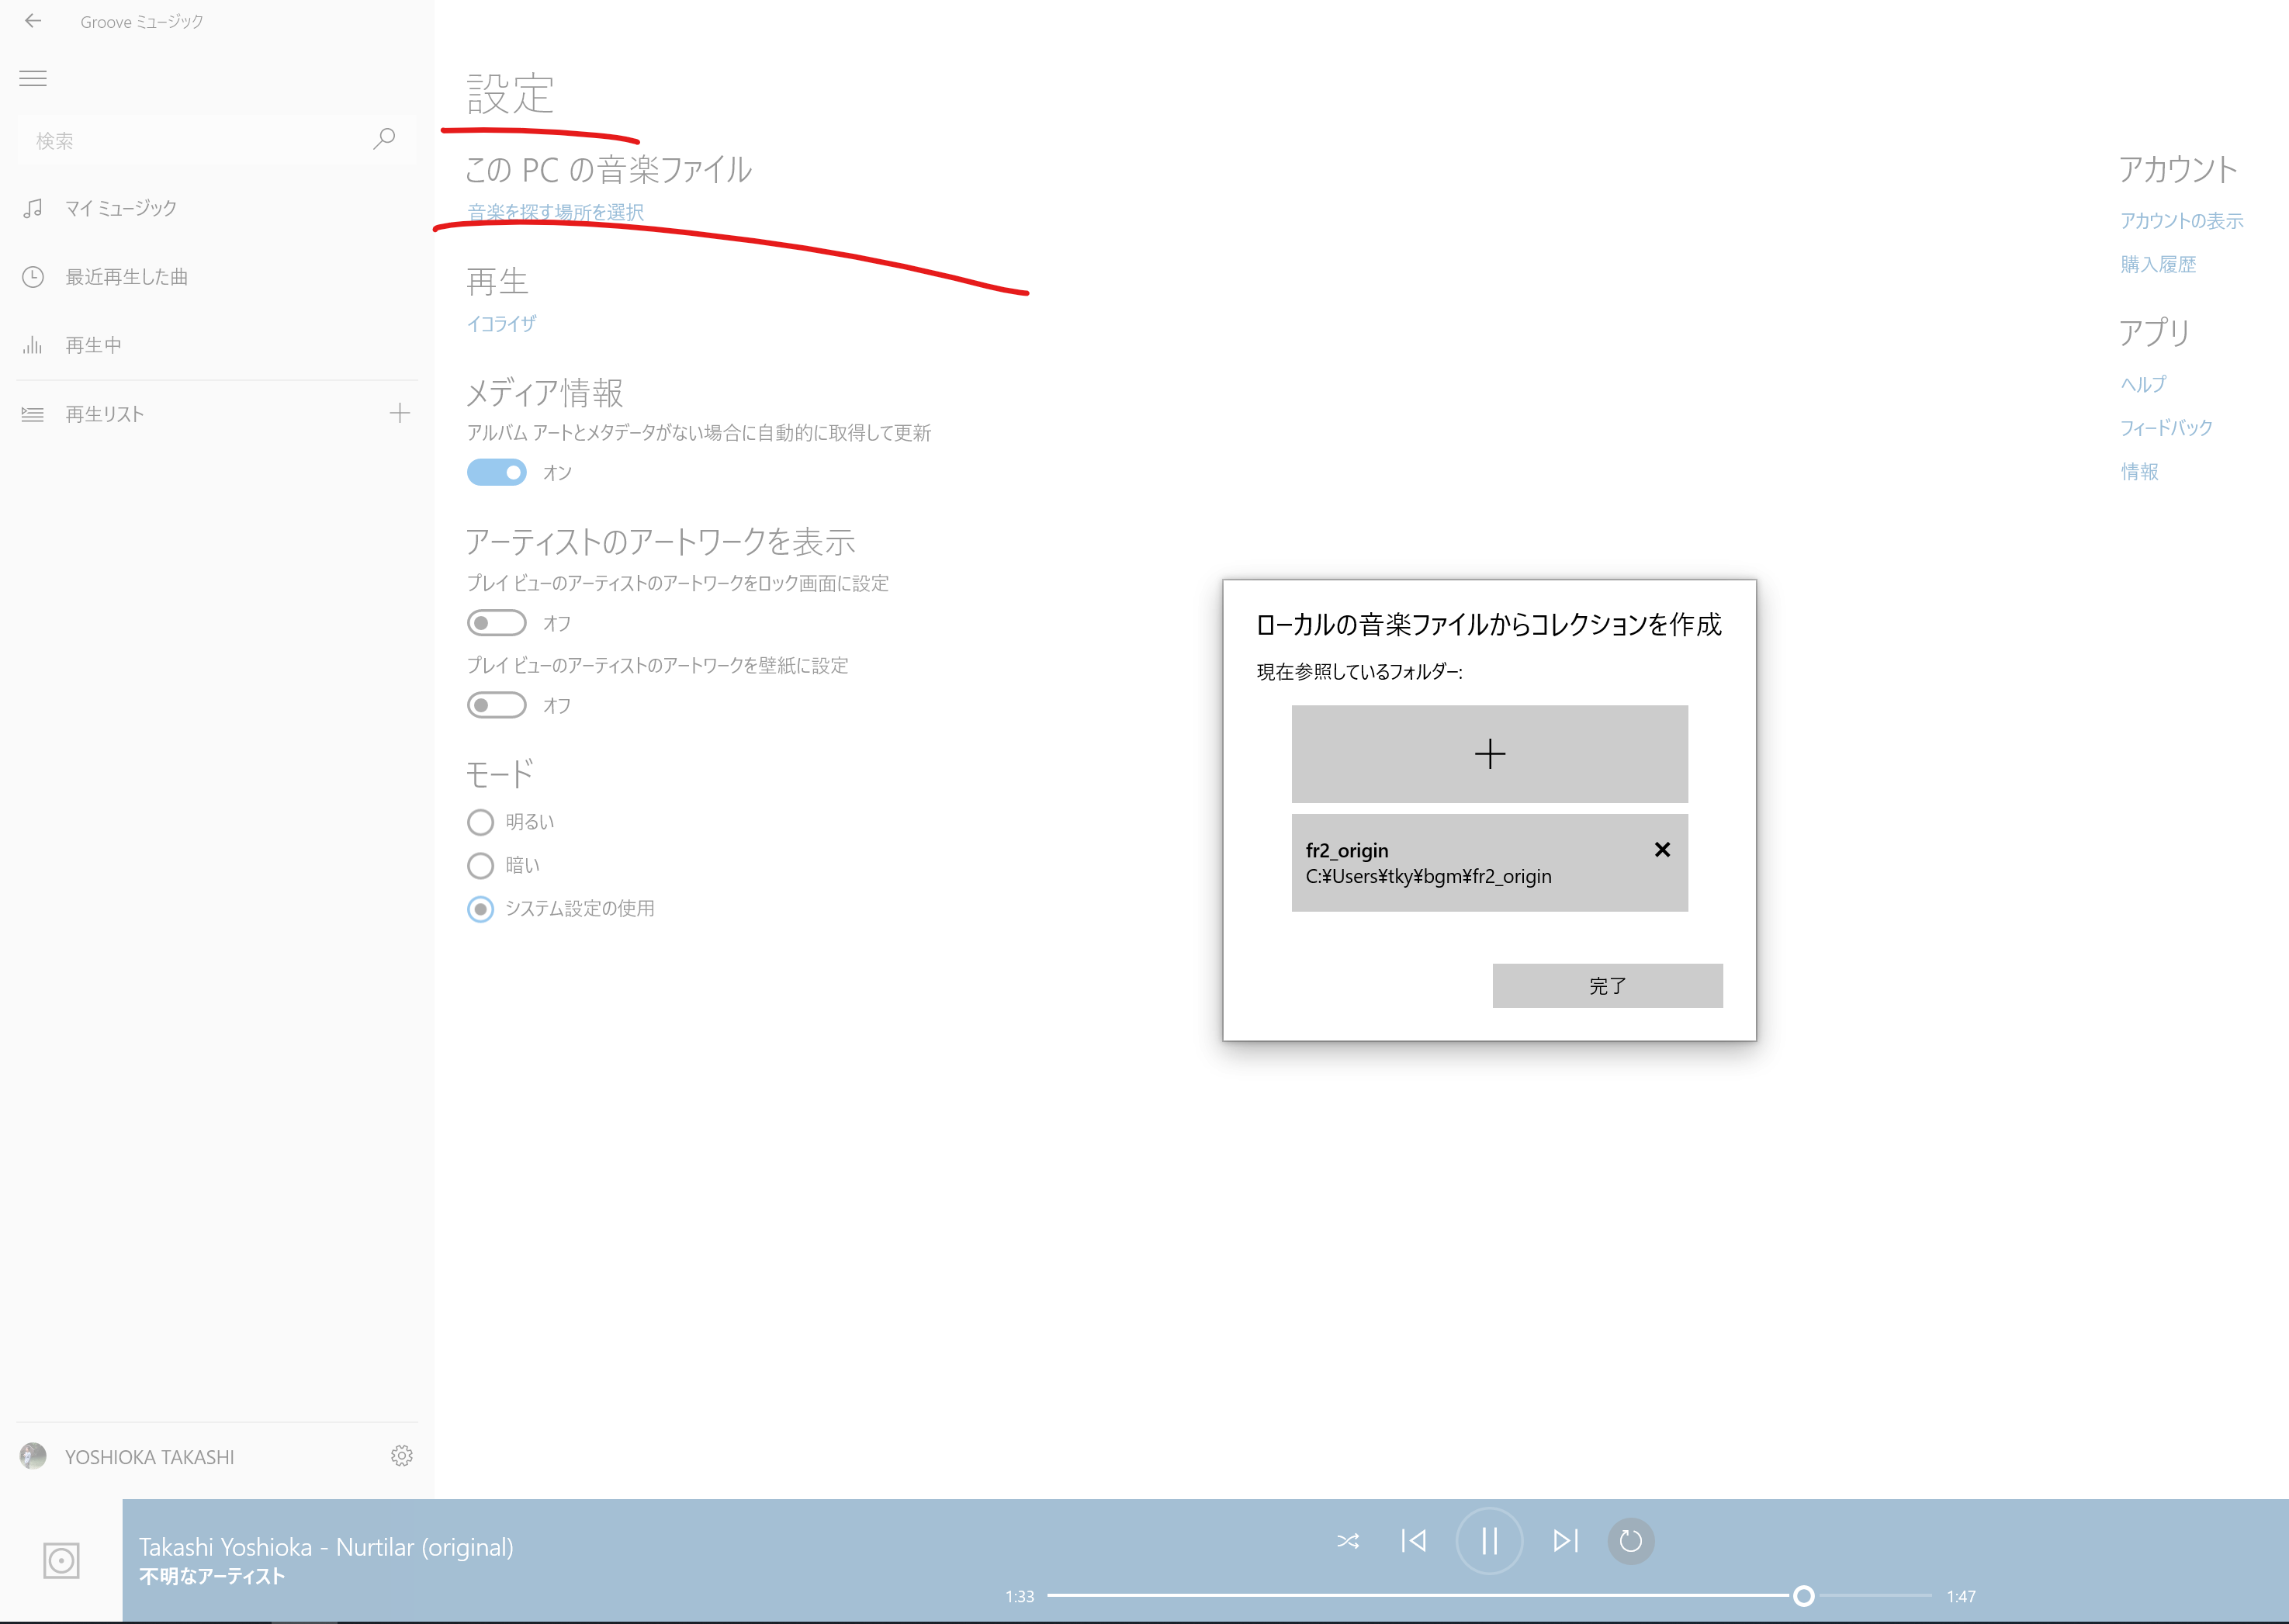 Groove ミュージック
検索
マイ ミュージック
最近再生した曲
再生中
再生リスト
設定
この PC の音楽ファイル
音楽を探す場所を選択
再生
イコライザ
メディア情報
アルバム アートとメタデータがない場合に自動的に取得して更新
オン
アーティストのアートワークを表示
プレイ ビューのアーティストのアートワークをロック画面に設定
オフ
プレイ ビューのアーティストのアートワークを壁紙に設定
オフ
モード
明るい
暗い
システム設定の使用
アカウント
アカウントの表示
購入履歴
アプリ
ヘルプ
フィードバック
情報
ローカルの音楽ファイルからコレクションを作成
現在参照しているフォルダー:
fr2_origin
C:¥Users¥tky¥bgm¥fr2_origin
完了
YOSHIOKA TAKASHI
Takashi Yoshioka - Nurtilar (original)
不明なアーティスト
1:33
1:47